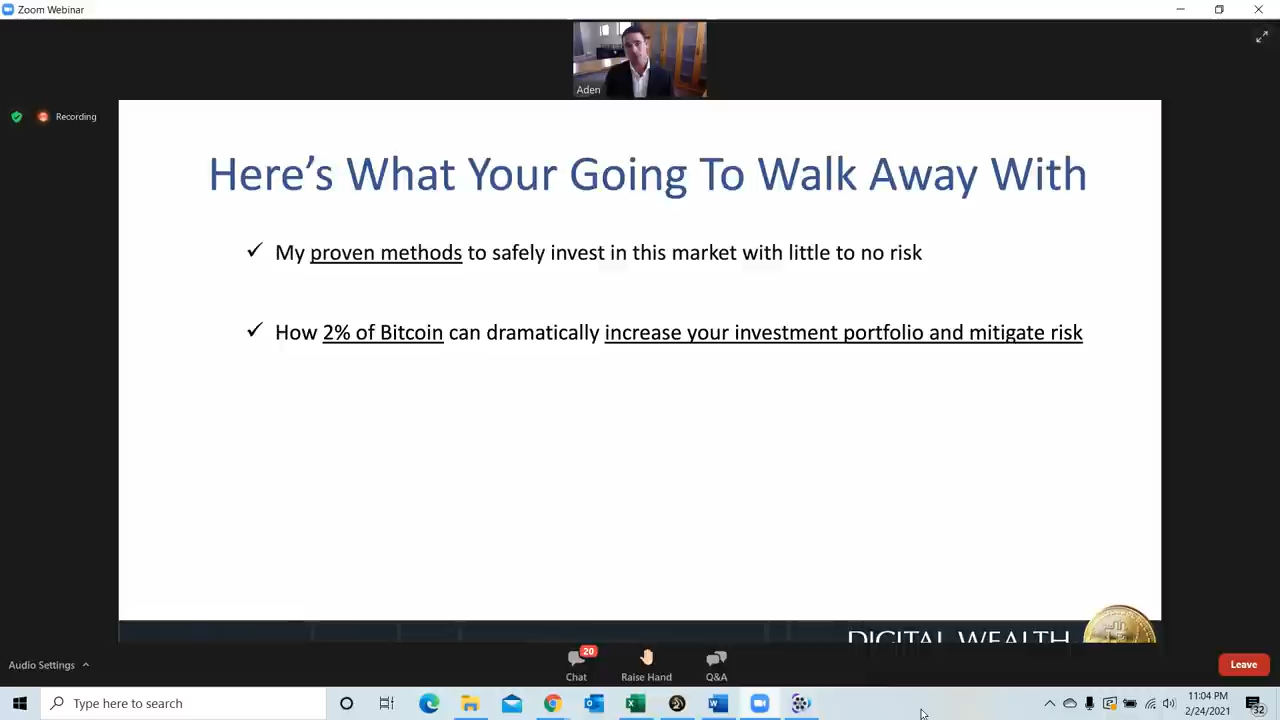 Zoom Webinar
Aden
Recording
Here's What Your Going To Walk Away With
✓ My proven methods to safely invest in this market with little to no risk
✓ How 2% of Bitcoin can dramatically increase your investment portfolio and mitigate risk
DIGITAL WEALTH
Audio Settings
20
Chat
Raise Hand
Q&A
Leave
Type here to search
11:04 PM
2/24/2021
32